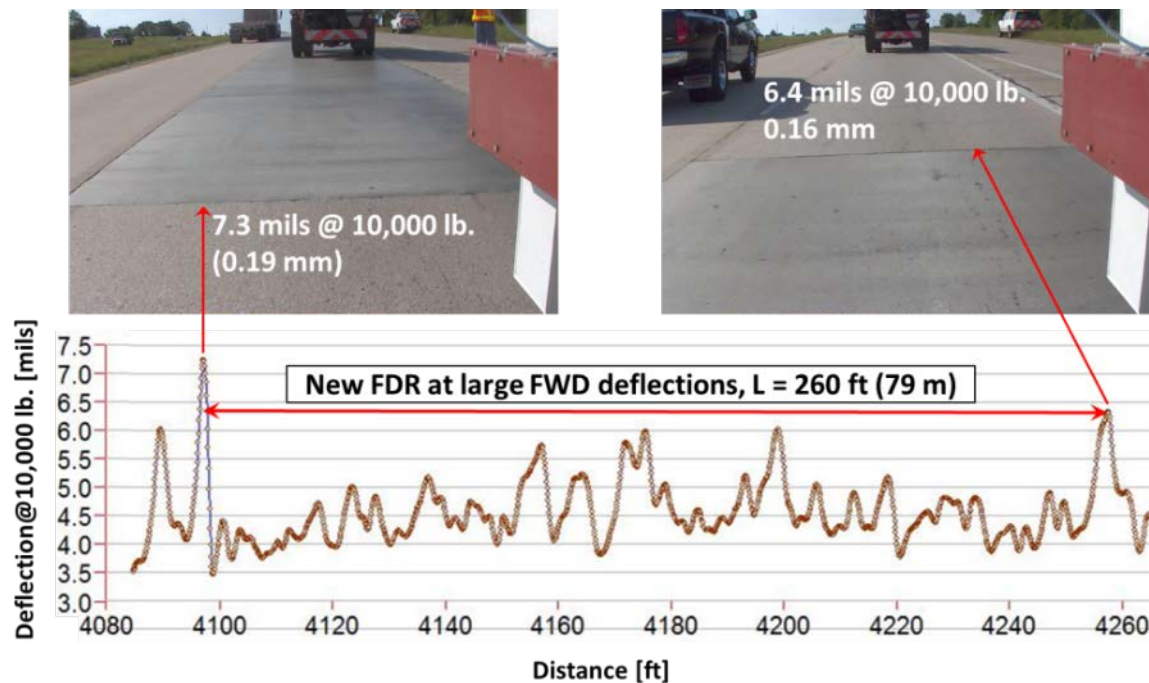 6.4 mils @ 10,000 lb.
0.16 mm
7.3 mils @ 10,000 lb.
(0.19 mm)
Deflection@10,000 lb. [mils]
7.5
7.0
6.5
6.0
5.5
5.0
4.5
4.0
3.5
3.0
New FDR at large FWD deflections, L = 260 ft (79 m)
4080 4100 4120 4140 4160 4180 4200 4220 4240 4260
Distance [ft]